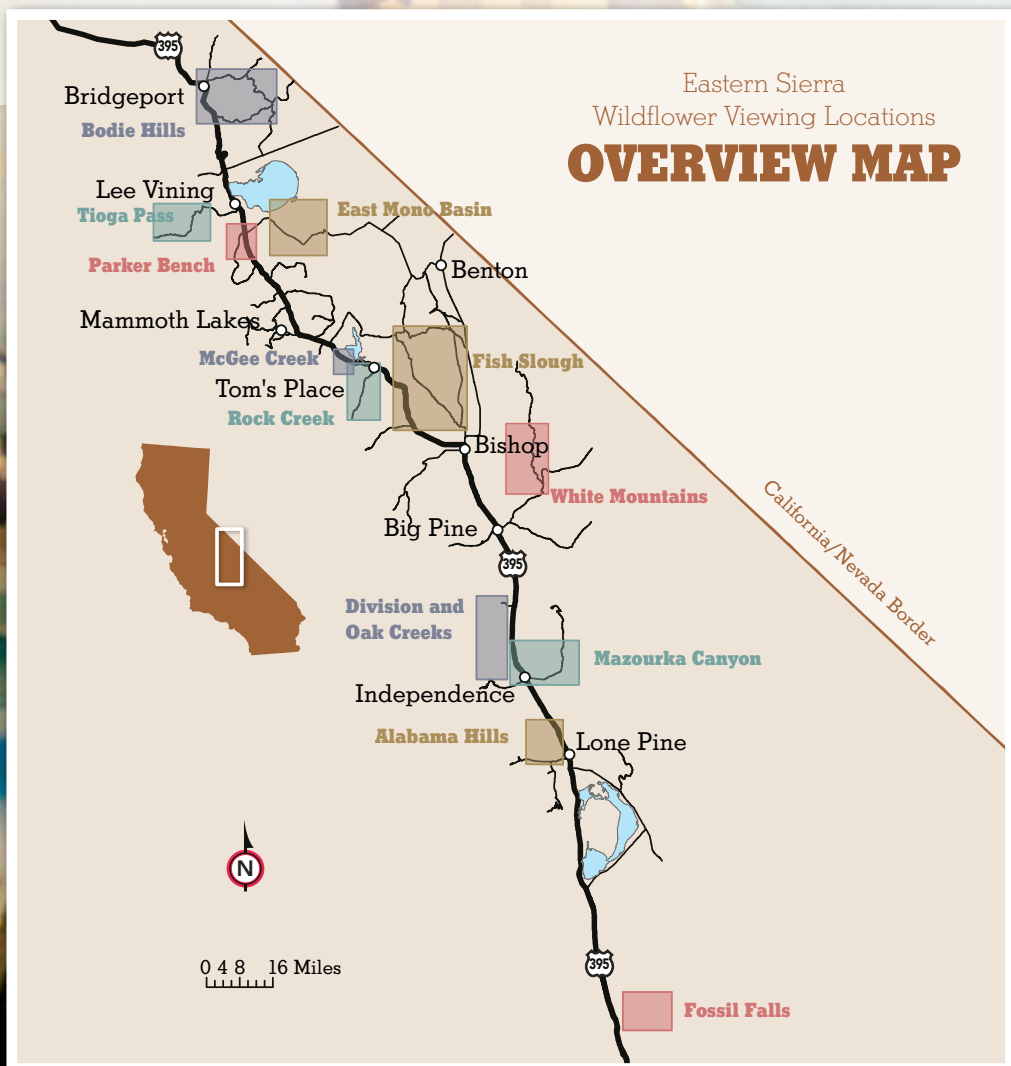 Eastern Sierra
Wildflower Viewing Locations
OVERVIEW MAP
395
Bridgeport
Bodie Hills
Lee Vining
Tioga Pass
East Mono Basin
Parker Bench
Benton
Mammoth Lakes
McGee Creek
Fish Slough
Tom's Place
Rock Creek
Bishop
White Mountains
Big Pine
California/Nevada Border
395
Division and
Oak Creeks
Mazourka Canyon
Independence
Alabama Hills
Lone Pine
N
0 4 8 16 Miles
395
Fossil Falls